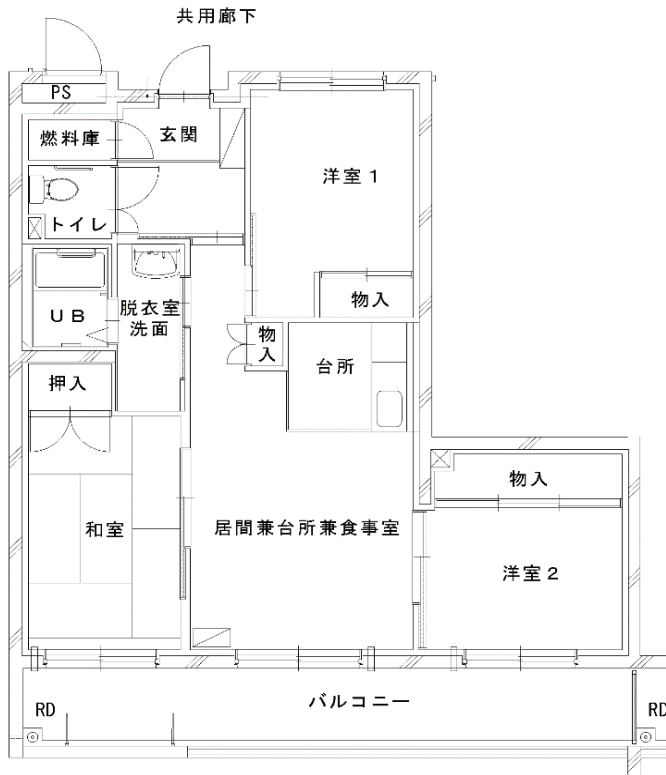 共用廊下
PS
燃料庫
玄関
洋室１
トイレ
物入
UB
脱衣室
洗面
物
入
台所
押入
物入
和室
居間兼台所兼食事室
洋室２
バルコニー
RD
RD